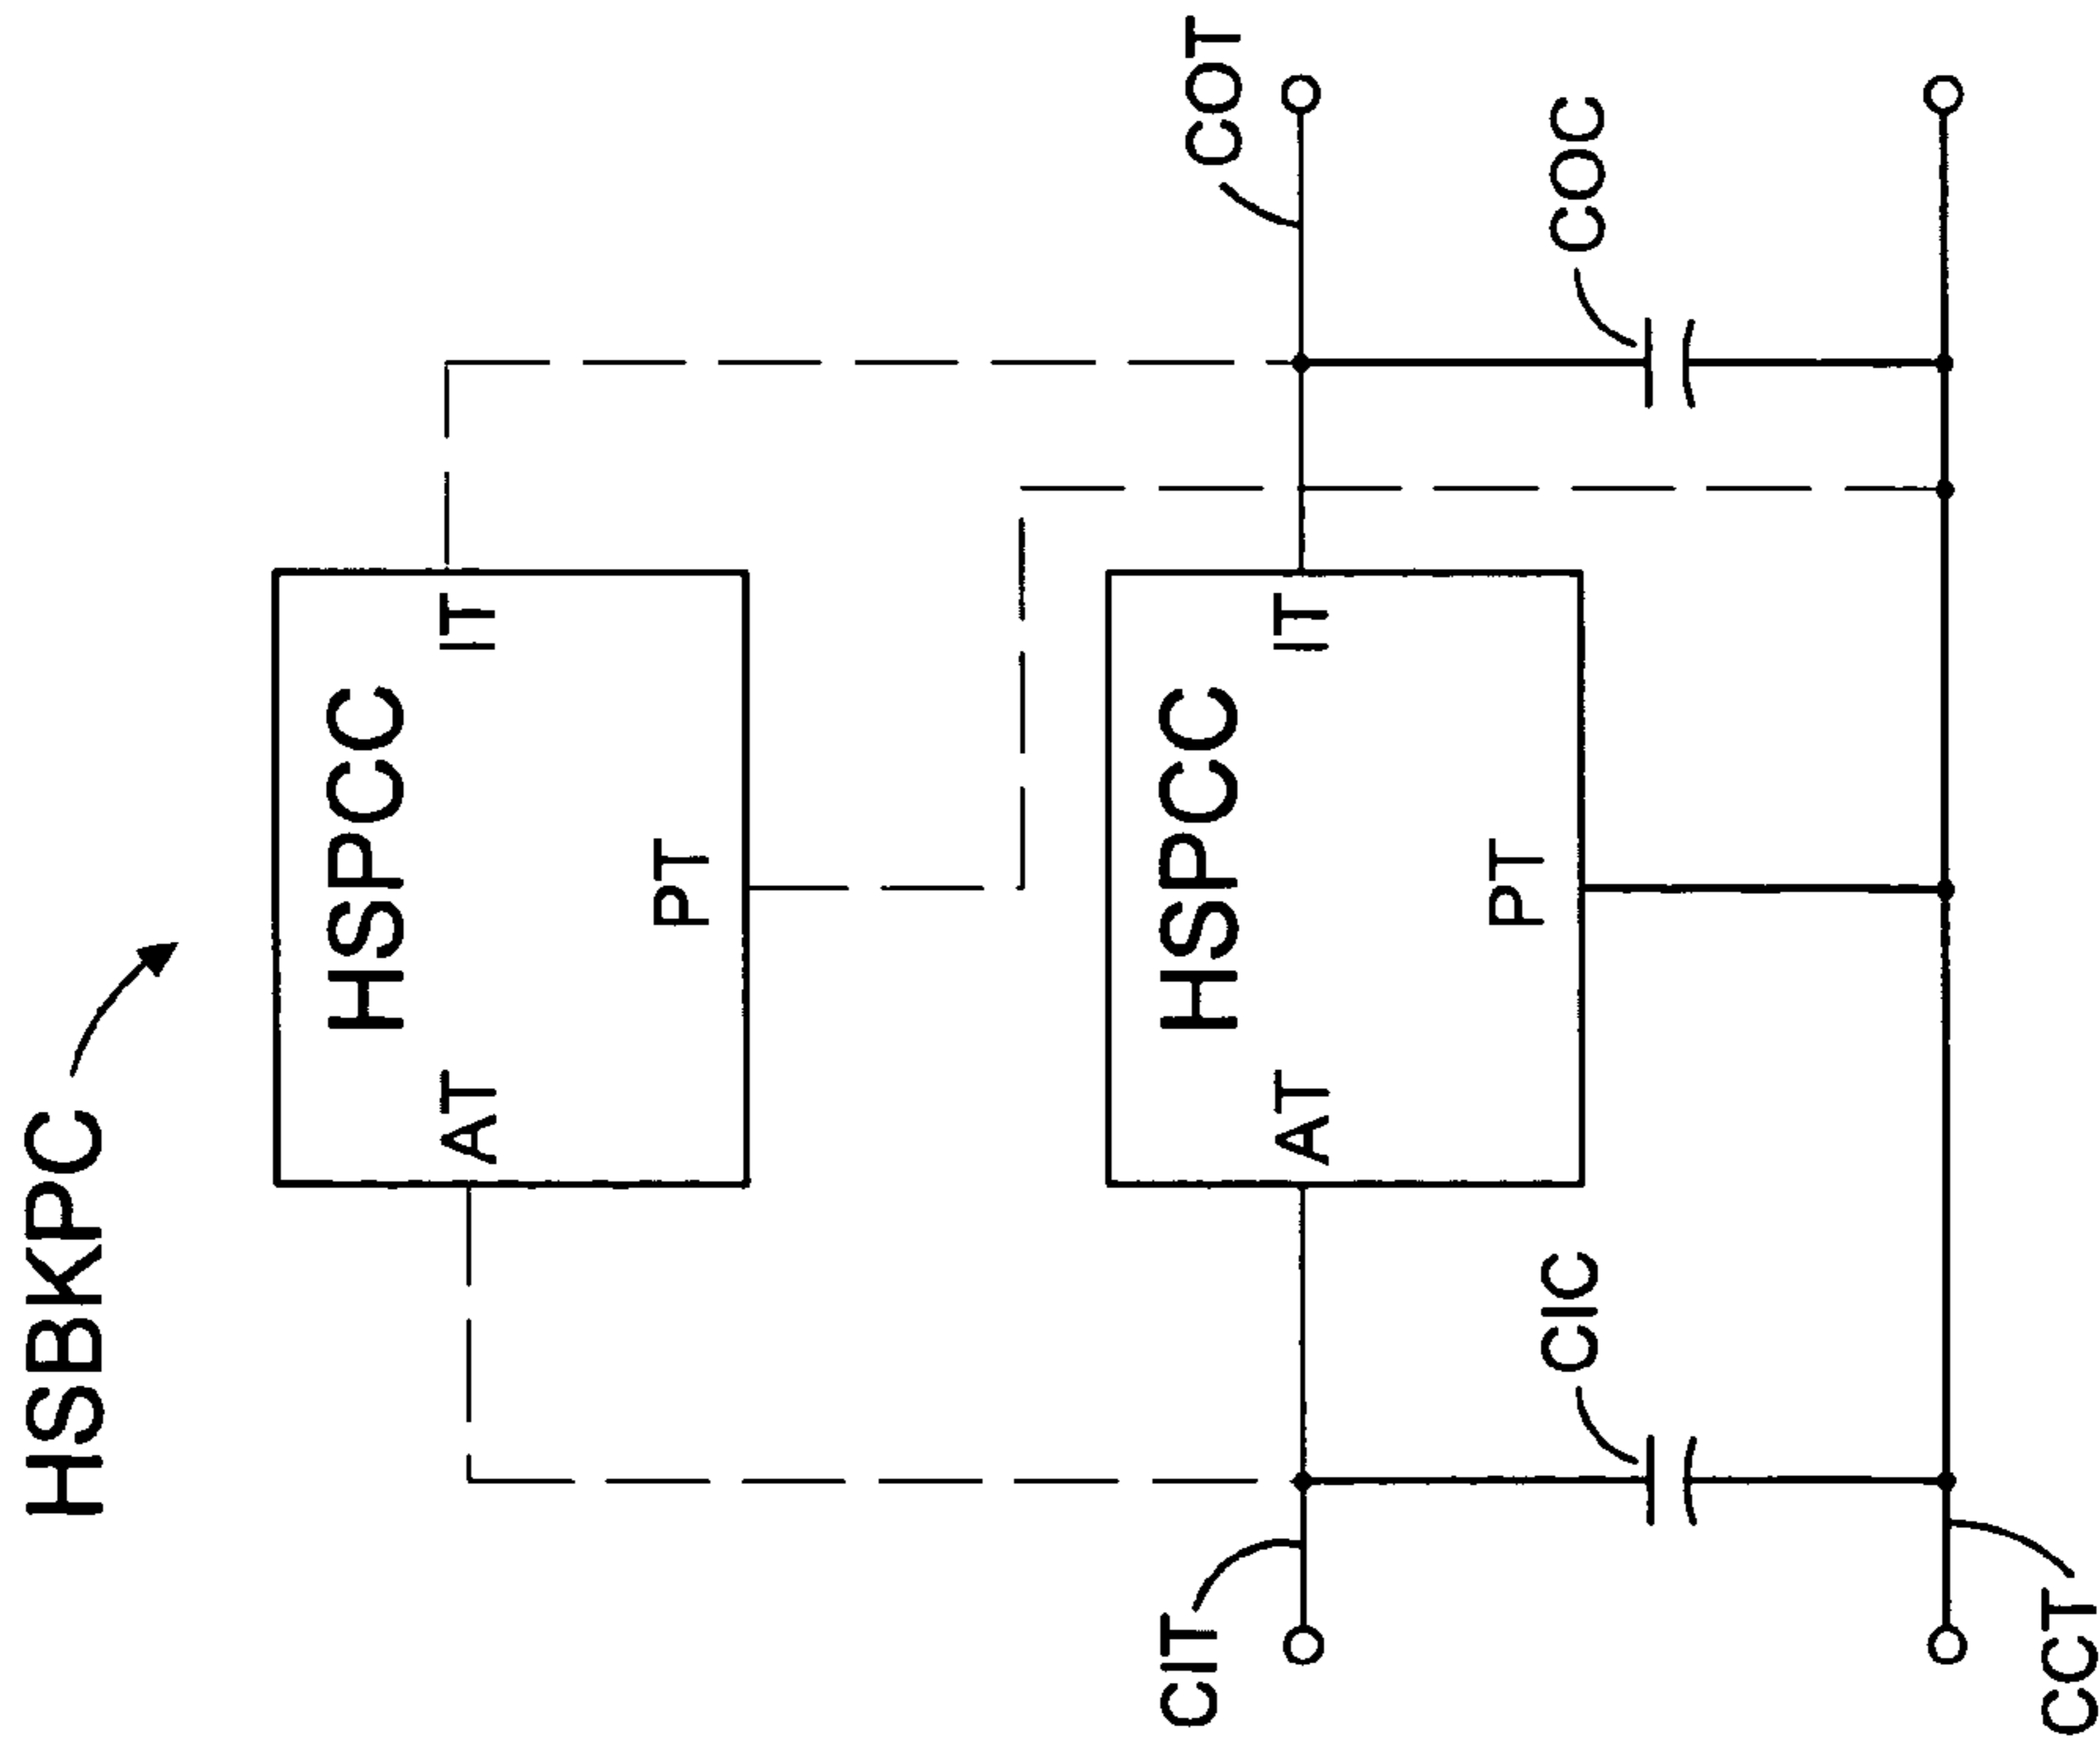 HSBKPC
HSPCC
AT
IT
PT
HSPCC
AT
IT
PT
CIT
COT
CIC
COC
CCT